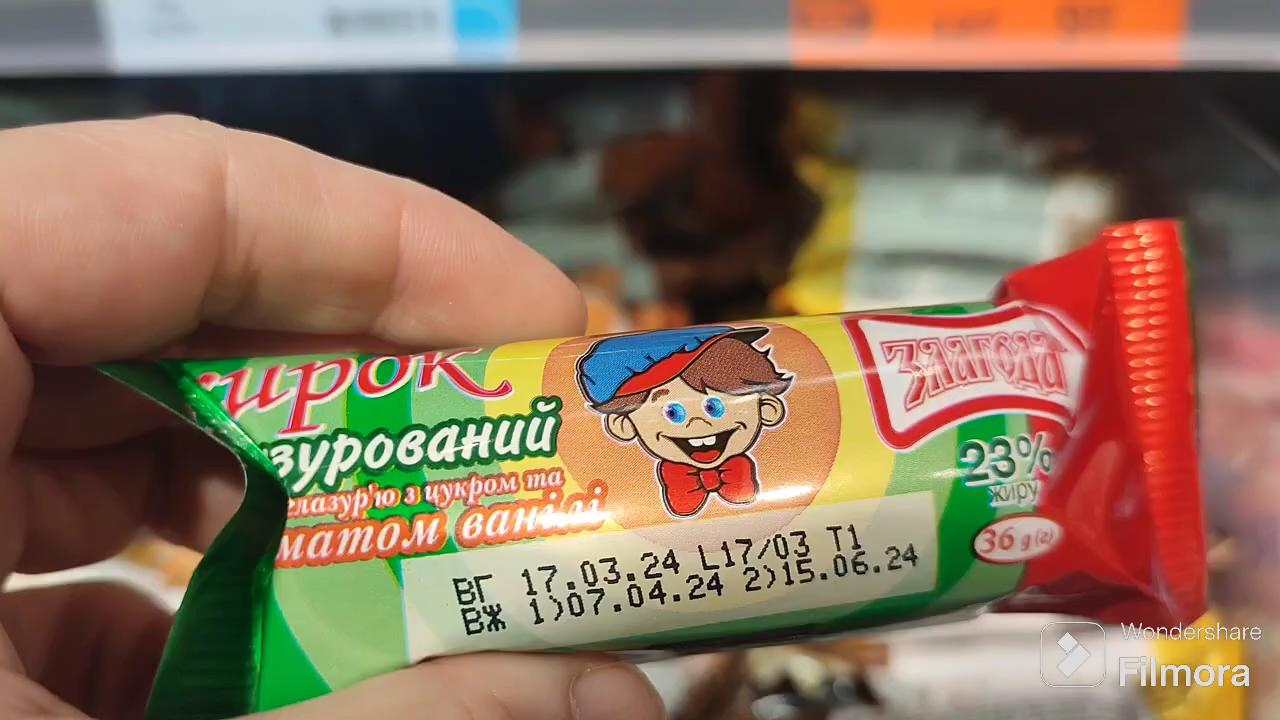 ирок
зурований
глазур'ю з цукром та
матом ванілі
ЗЛАГОДА
23%
жиру
36 g(г)
ВГ 17.03.24 L17/03 T1
ВЖ 1)07.04.24 2)15.06.24
Wondershare
Filmora